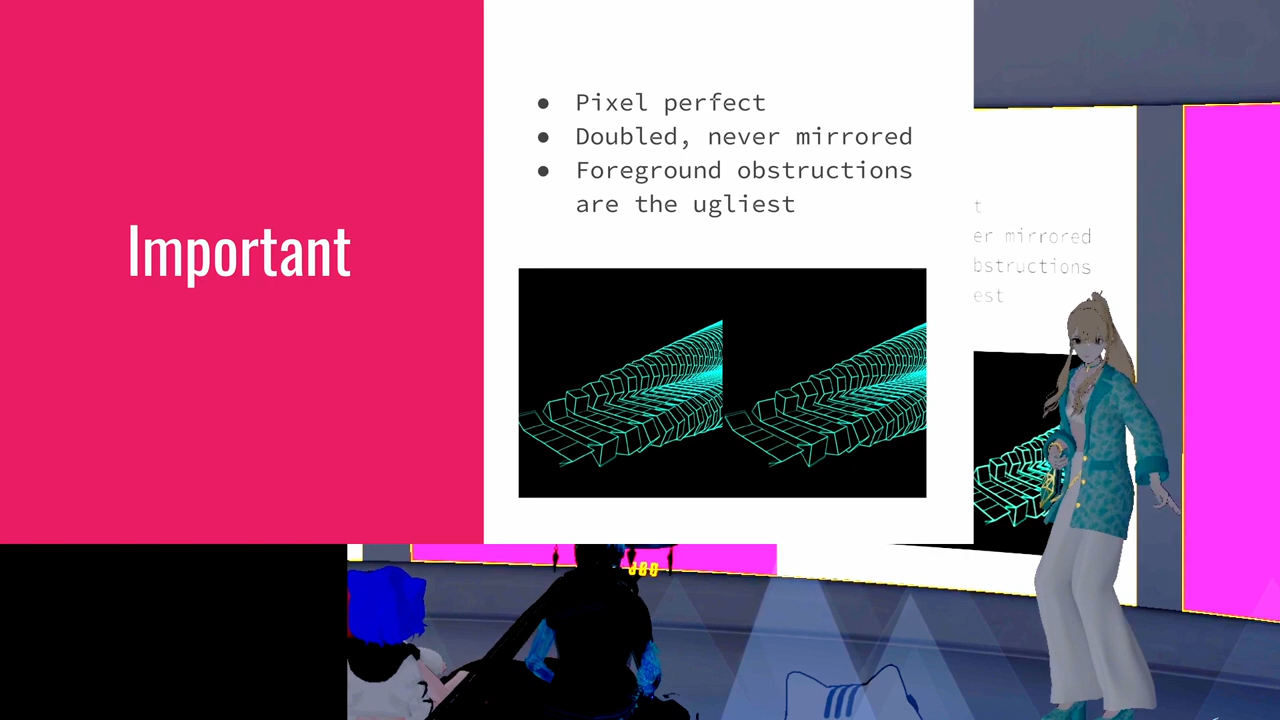 Important
● Pixel perfect
● Doubled, never mirrored
● Foreground obstructions
are the ugliest
t
er mirrored
bstructions
est